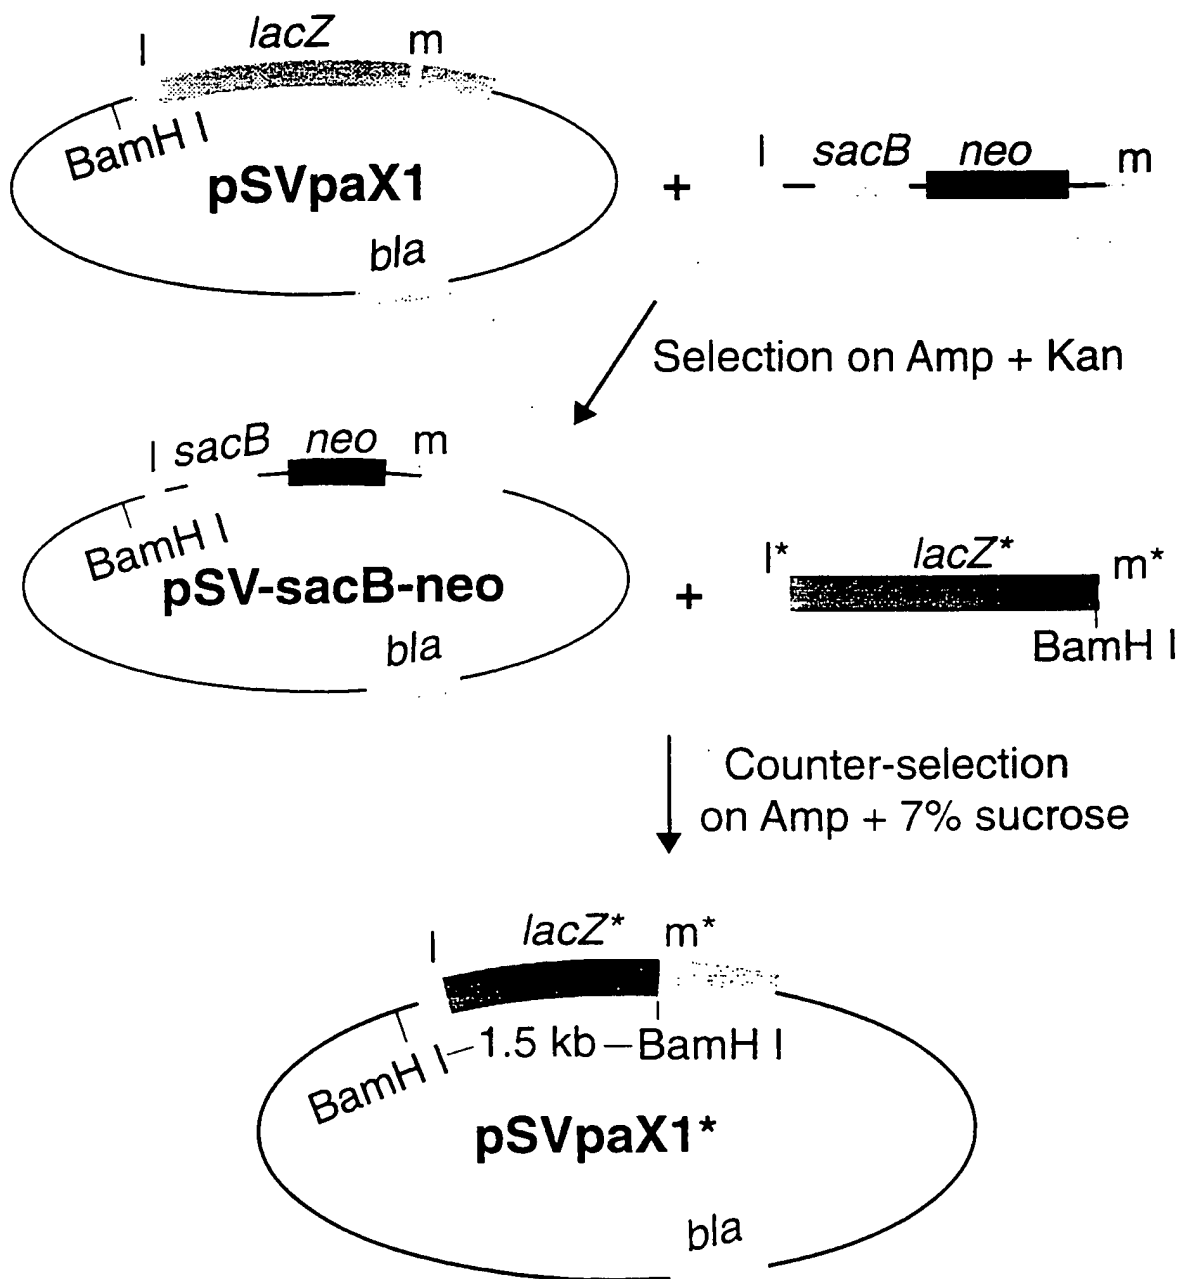 l lacZ m
BamH I
pSVpaX1
bla
+
l sacB neo m
Selection on Amp + Kan
l sacB neo m
BamH I
pSV-sacB-neo
bla
+
l* lacZ* m*
BamH I
Counter-selection
on Amp + 7% sucrose
l lacZ* m*
BamH I – 1.5 kb – BamH I
pSVpaX1*
bla